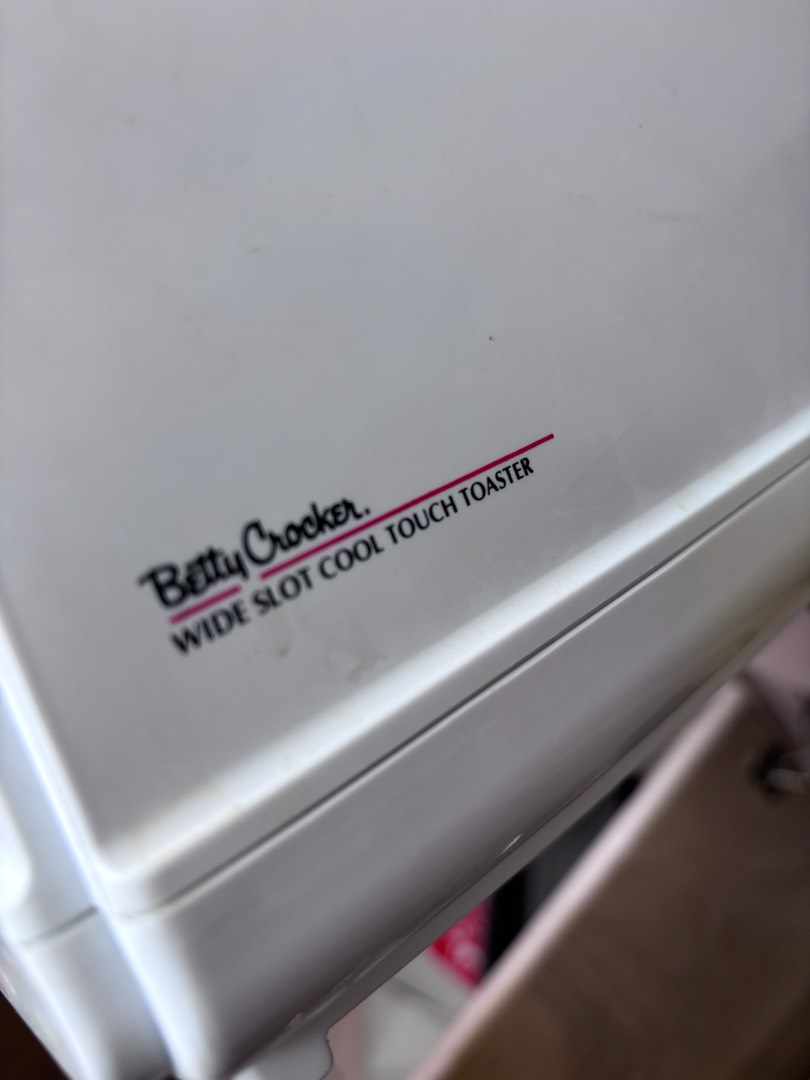 Betty Crocker.
WIDE SLOT COOL TOUCH TOASTER